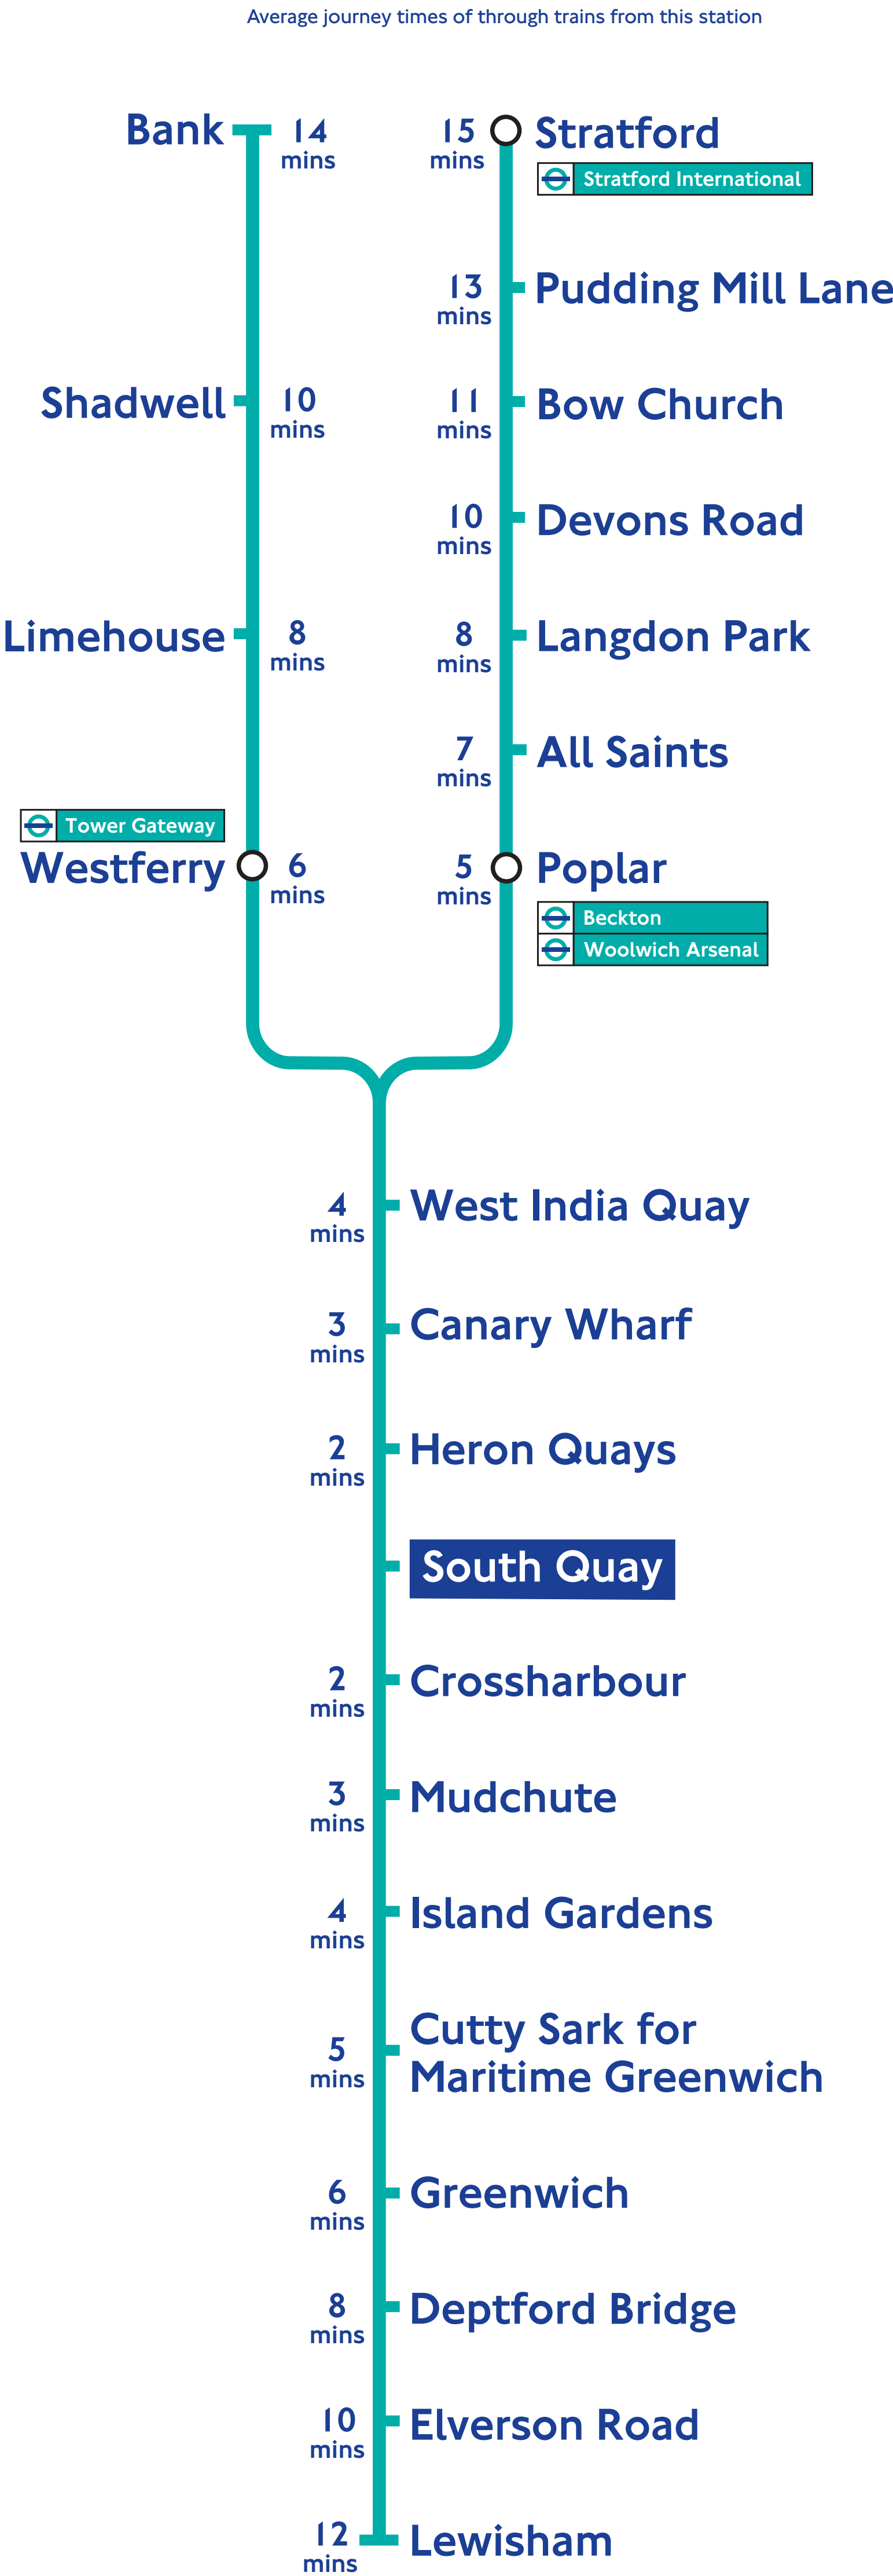 Average journey times of through trains from this station
Bank
14
mins
Shadwell
10
mins
Limehouse
8
mins
Tower Gateway
Westferry
6
mins
15
mins
Stratford
Stratford International
13
mins
Pudding Mill Lane
11
mins
Bow Church
10
mins
Devons Road
8
mins
Langdon Park
7
mins
All Saints
5
mins
Poplar
Beckton
Woolwich Arsenal
4
mins
West India Quay
3
mins
Canary Wharf
2
mins
Heron Quays
South Quay
2
mins
Crossharbour
3
mins
Mudchute
4
mins
Island Gardens
5
mins
Cutty Sark for
Maritime Greenwich
6
mins
Greenwich
8
mins
Deptford Bridge
10
mins
Elverson Road
12
mins
Lewisham